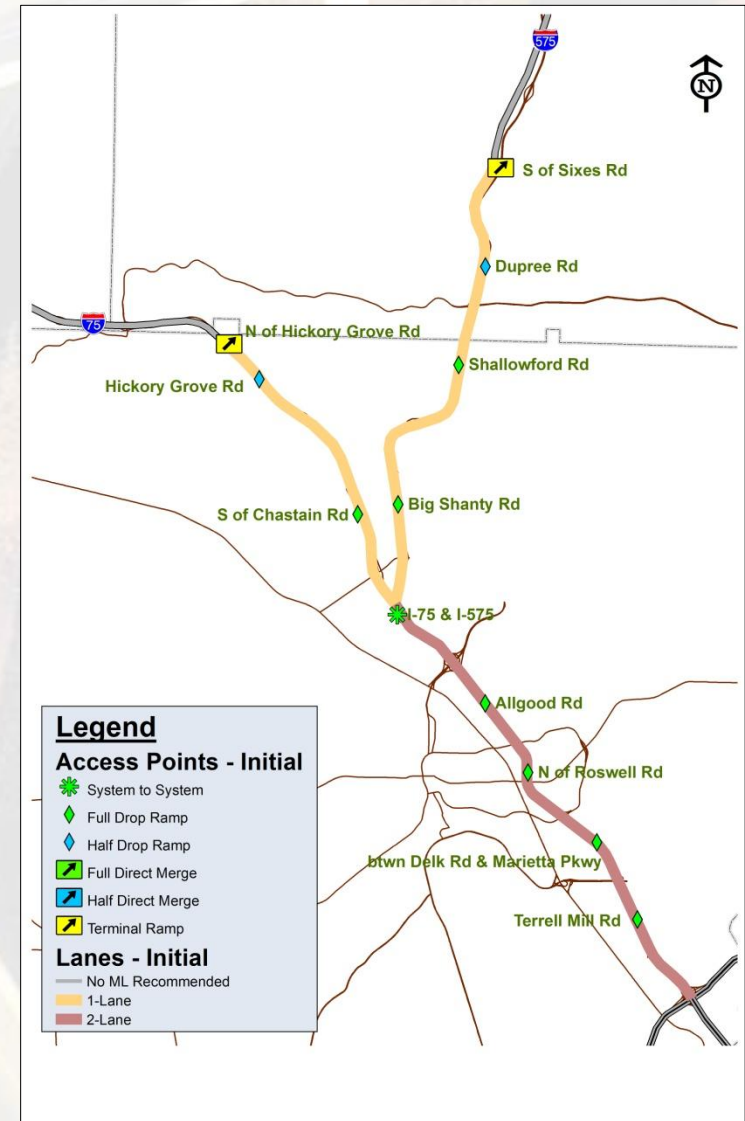 575
N
S of Sixes Rd
Dupree Rd
75
N of Hickory Grove Rd
Hickory Grove Rd
Shallowford Rd
Big Shanty Rd
S of Chastain Rd
I-75 & I-575
Allgood Rd
N of Roswell Rd
btwn Delk Rd & Marietta Pkwy
Terrell Mill Rd
Legend
Access Points - Initial
System to System
Full Drop Ramp
Half Drop Ramp
Full Direct Merge
Half Direct Merge
Terminal Ramp
Lanes - Initial
No ML Recommended
1-Lane
2-Lane